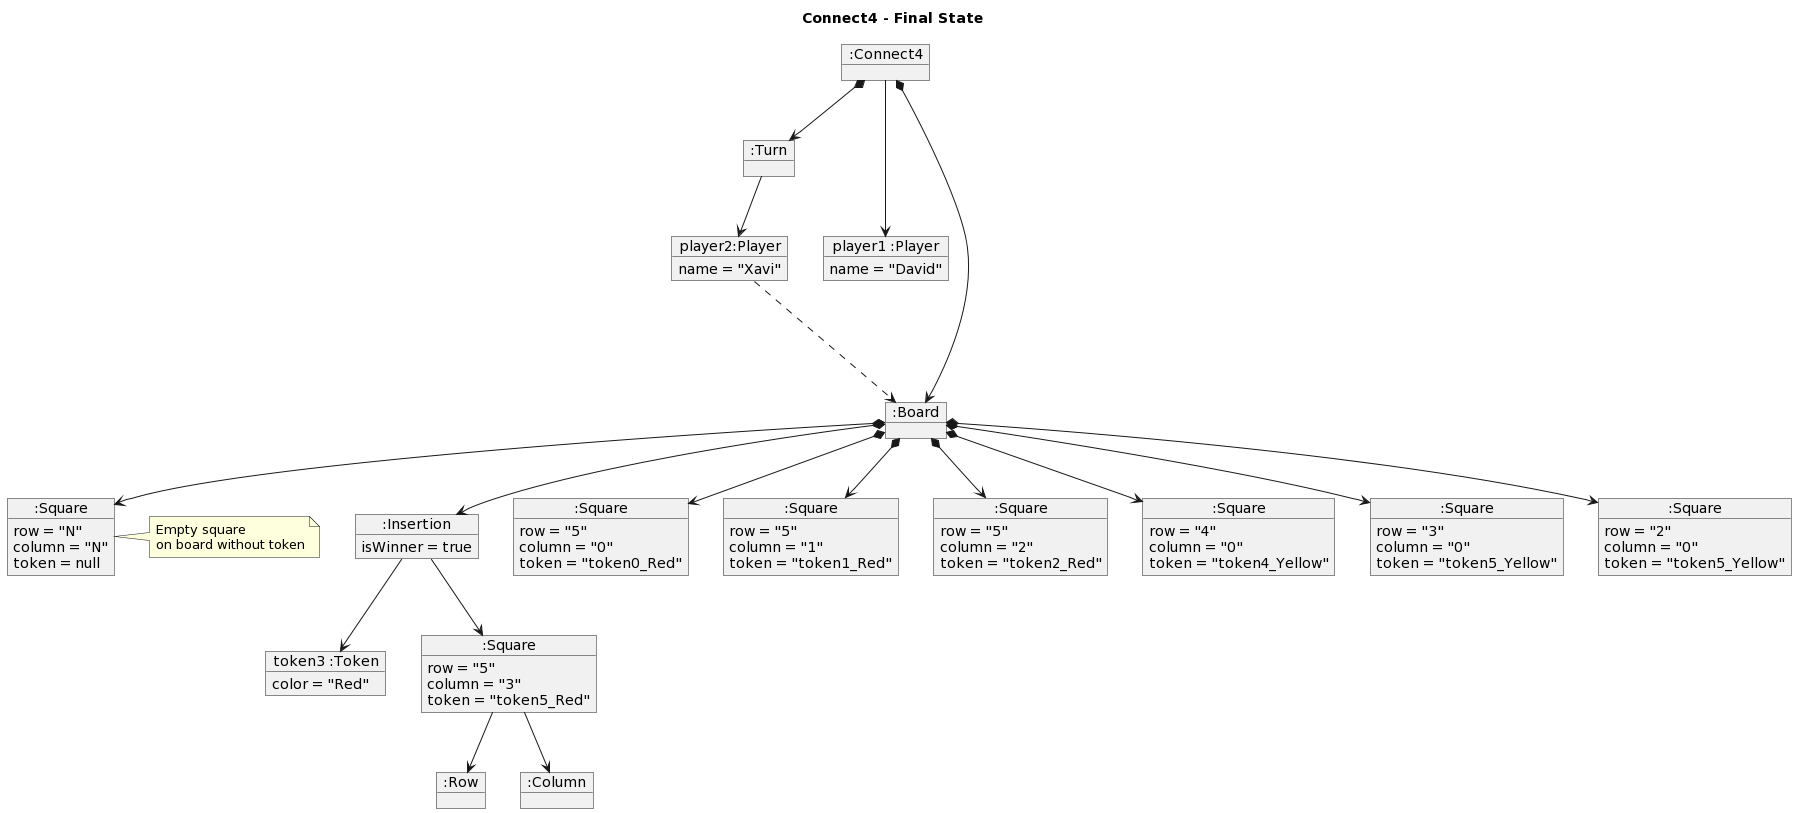 Connect4 - Final State
:Connect4
:Turn
player2:Player
name = "Xavi"
player1 :Player
name = "David"
:Board
:Square
row = "N"
column = "N"
token = null
Empty square
on board without token
:Insertion
isWinner = true
:Square
row = "5"
column = "0"
token = "token0_Red"
:Square
row = "5"
column = "1"
token = "token1_Red"
:Square
row = "5"
column = "2"
token = "token2_Red"
:Square
row = "4"
column = "0"
token = "token4_Yellow"
:Square
row = "3"
column = "0"
token = "token5_Yellow"
:Square
row = "2"
column = "0"
token = "token5_Yellow"
token3 :Token
color = "Red"
:Square
row = "5"
column = "3"
token = "token5_Red"
:Row
:Column